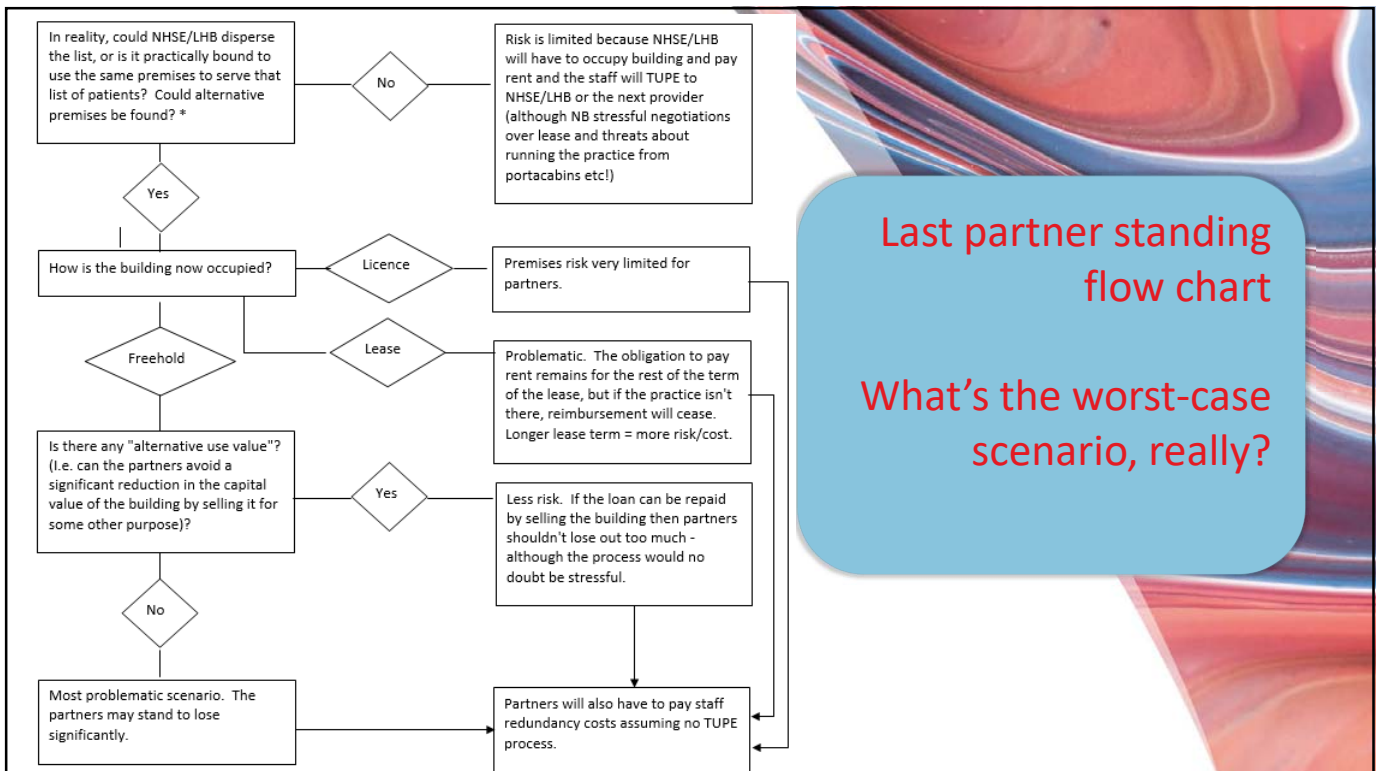 In reality, could NHSE/LHB disperse
the list, or is it practically bound to
use the same premises to serve that
list of patients?  Could alternative
premises be found? *
No
Risk is limited because NHSE/LHB
will have to occupy building and pay
rent and the staff will TUPE to
NHSE/LHB or the next provider
(although NB stressful negotiations
over lease and threats about
running the practice from
portacabins etc!)
Yes
How is the building now occupied?
Licence
Premises risk very limited for
partners.
Freehold
Lease
Problematic.  The obligation to pay
rent remains for the rest of the term
of the lease, but if the practice isn't
there, reimbursement will cease.
Longer lease term = more risk/cost.
Is there any "alternative use value"?
(I.e. can the partners avoid a
significant reduction in the capital
value of the building by selling it for
some other purpose)?
Yes
Less risk.  If the loan can be repaid
by selling the building then partners
shouldn't lose out too much -
although the process would no
doubt be stressful.
No
Most problematic scenario.  The
partners may stand to lose
significantly.
Partners will also have to pay staff
redundancy costs assuming no TUPE
process.
Last partner standing
flow chart
What’s the worst-case
scenario, really?